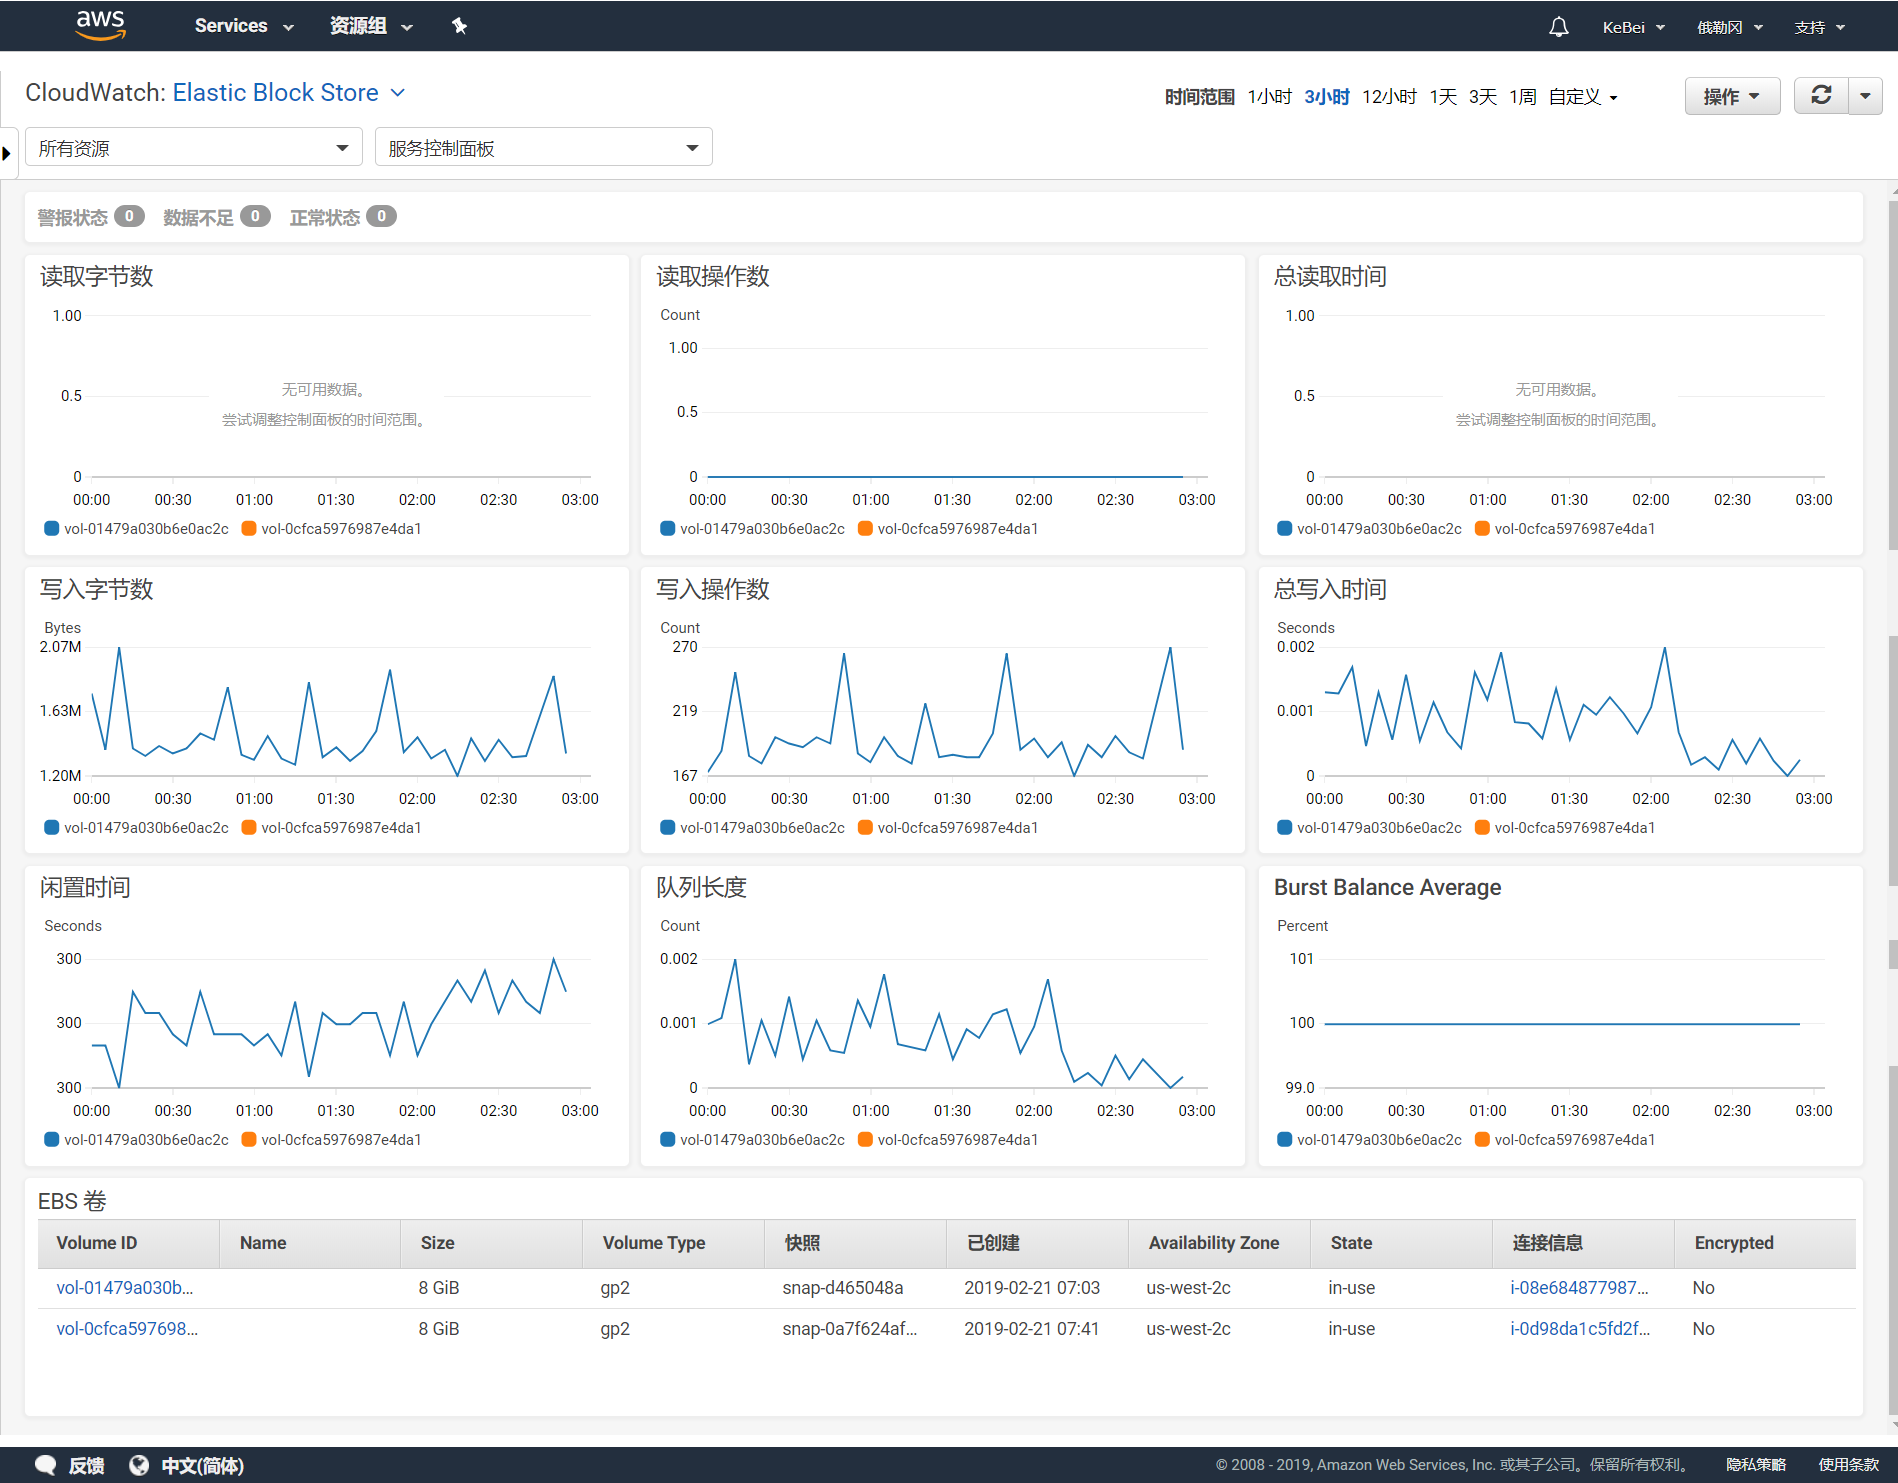 aws Services 资源组 KeBei 俄勒冈 支持
CloudWatch: Elastic Block Store
时间范围 1小时 3小时 12小时 1天 3天 1周 自定义 操作
所有资源 服务控制面板
警报状态 0 数据不足 0 正常状态 0
读取字节数
1.00
0.5
无可用数据。
尝试调整控制面板的时间范围。
0
00:00 00:30 01:00 01:30 02:00 02:30 03:00
vol-01479a030b6e0ac2c vol-0cfca5976987e4da1
读取操作数
Count
1.00
0.5
0
00:00 00:30 01:00 01:30 02:00 02:30 03:00
vol-01479a030b6e0ac2c vol-0cfca5976987e4da1
总读取时间
1.00
0.5
无可用数据。
尝试调整控制面板的时间范围。
0
00:00 00:30 01:00 01:30 02:00 02:30 03:00
vol-01479a030b6e0ac2c vol-0cfca5976987e4da1
写入字节数
Bytes
2.07M
1.63M
1.20M
00:00 00:30 01:00 01:30 02:00 02:30 03:00
vol-01479a030b6e0ac2c vol-0cfca5976987e4da1
写入操作数
Count
270
219
167
00:00 00:30 01:00 01:30 02:00 02:30 03:00
vol-01479a030b6e0ac2c vol-0cfca5976987e4da1
总写入时间
Seconds
0.002
0.001
0
00:00 00:30 01:00 01:30 02:00 02:30 03:00
vol-01479a030b6e0ac2c vol-0cfca5976987e4da1
闲置时间
Seconds
300
300
300
00:00 00:30 01:00 01:30 02:00 02:30 03:00
vol-01479a030b6e0ac2c vol-0cfca5976987e4da1
队列长度
Count
0.002
0.001
0
00:00 00:30 01:00 01:30 02:00 02:30 03:00
vol-01479a030b6e0ac2c vol-0cfca5976987e4da1
Burst Balance Average
Percent
101
100
99.0
00:00 00:30 01:00 01:30 02:00 02:30 03:00
vol-01479a030b6e0ac2c vol-0cfca5976987e4da1
EBS 卷
Volume ID Name Size Volume Type 快照 已创建 Availability Zone State 连接信息 Encrypted
vol-01479a030b... 8 GiB gp2 snap-d465048a 2019-02-21 07:03 us-west-2c in-use i-08e684877987... No
vol-0cfca597698... 8 GiB gp2 snap-0a7f624af... 2019-02-21 07:41 us-west-2c in-use i-0d98da1c5fd2f... No
反馈 中文(简体) © 2008 - 2019, Amazon Web Services, Inc. 或其子公司。保留所有权利。 隐私策略 使用条款